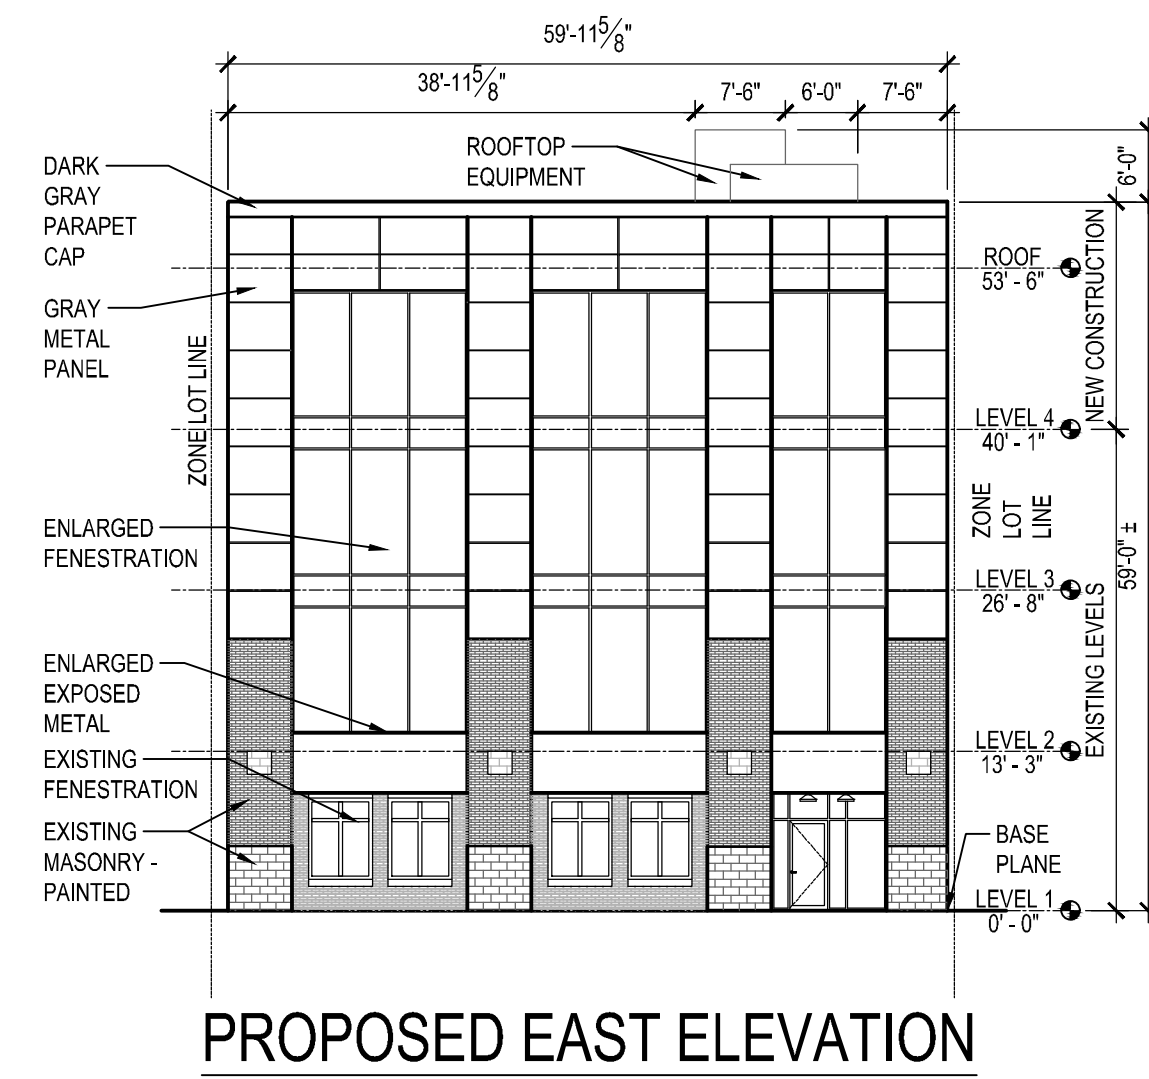 59'-11 5/8"
38'-11 5/8"
7'-6"
6'-0"
7'-6"
6'-0"
ROOFTOP
EQUIPMENT
DARK
GRAY
PARAPET
CAP
GRAY
METAL
PANEL
ZONE LOT LINE
ENLARGED
FENESTRATION
ENLARGED
EXPOSED
METAL
EXISTING
FENESTRATION
EXISTING
MASONRY -
PAINTED
ROOF
53' - 6"
NEW CONSTRUCTION
LEVEL 4
40' - 1"
ZONE
LOT
LINE
59'-0" ±
LEVEL 3
26' - 8"
EXISTING LEVELS
LEVEL 2
13' - 3"
BASE
PLANE
LEVEL 1
0' - 0"
PROPOSED EAST ELEVATION